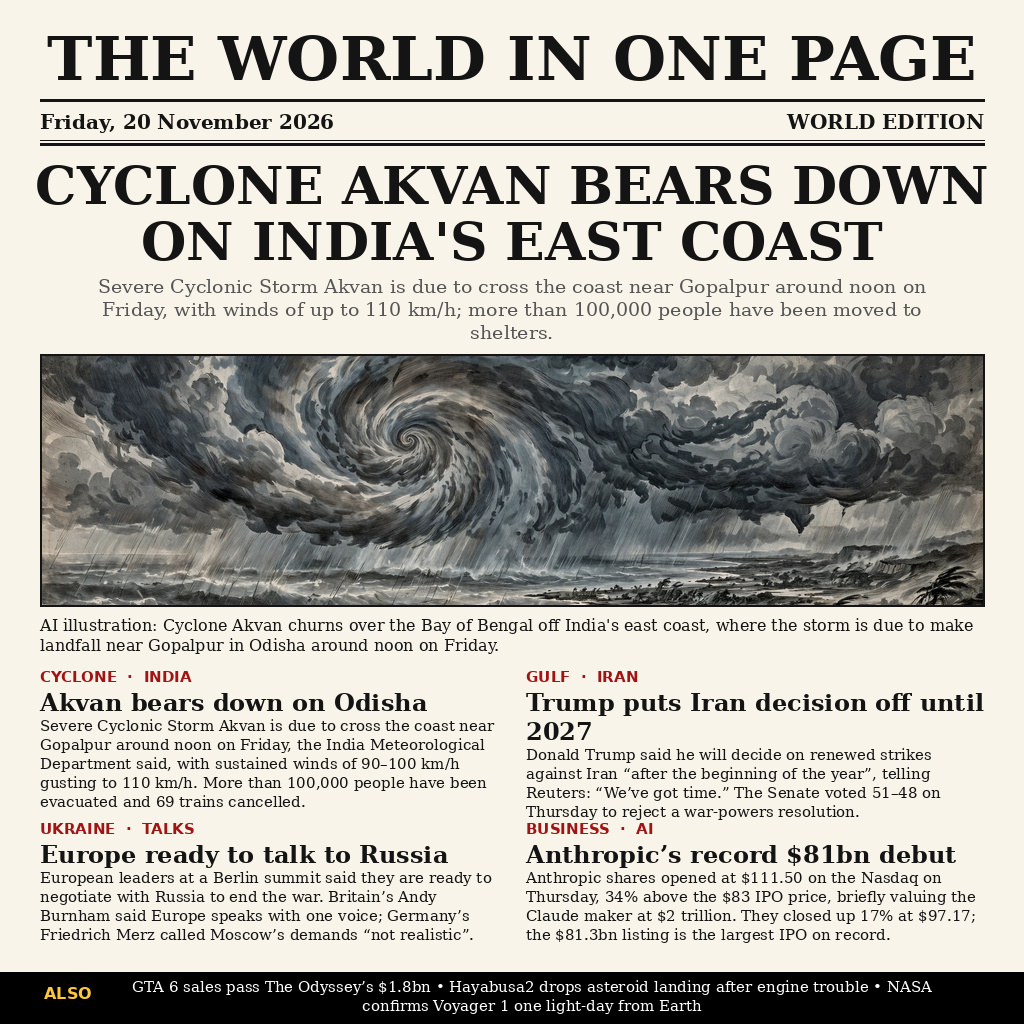 THE WORLD IN ONE PAGE
Friday, 20 November 2026
WORLD EDITION
CYCLONE AKVAN BEARS DOWN
ON INDIA'S EAST COAST
Severe Cyclonic Storm Akvan is due to cross the coast near Gopalpur around noon on
Friday, with winds of up to 110 km/h; more than 100,000 people have been moved to
shelters.
AI illustration: Cyclone Akvan churns over the Bay of Bengal off India's east coast, where the storm is due to make
landfall near Gopalpur in Odisha around noon on Friday.
CYCLONE · INDIA
Akvan bears down on Odisha
Severe Cyclonic Storm Akvan is due to cross the coast near
Gopalpur around noon on Friday, the India Meteorological
Department said, with sustained winds of 90–100 km/h
gusting to 110 km/h. More than 100,000 people have been
evacuated and 69 trains cancelled.
GULF · IRAN
Trump puts Iran decision off until
2027
Donald Trump said he will decide on renewed strikes
against Iran “after the beginning of the year”, telling
Reuters: “We’ve got time.” The Senate voted 51–48 on
Thursday to reject a war-powers resolution.
UKRAINE · TALKS
Europe ready to talk to Russia
European leaders at a Berlin summit said they are ready to
negotiate with Russia to end the war. Britain’s Andy
Burnham said Europe speaks with one voice; Germany’s
Friedrich Merz called Moscow’s demands “not realistic”.
BUSINESS · AI
Anthropic’s record $81bn debut
Anthropic shares opened at $111.50 on the Nasdaq on
Thursday, 34% above the $83 IPO price, briefly valuing the
Claude maker at $2 trillion. They closed up 17% at $97.17;
the $81.3bn listing is the largest IPO on record.
ALSO
GTA 6 sales pass The Odyssey’s $1.8bn • Hayabusa2 drops asteroid landing after engine trouble • NASA
confirms Voyager 1 one light-day from Earth